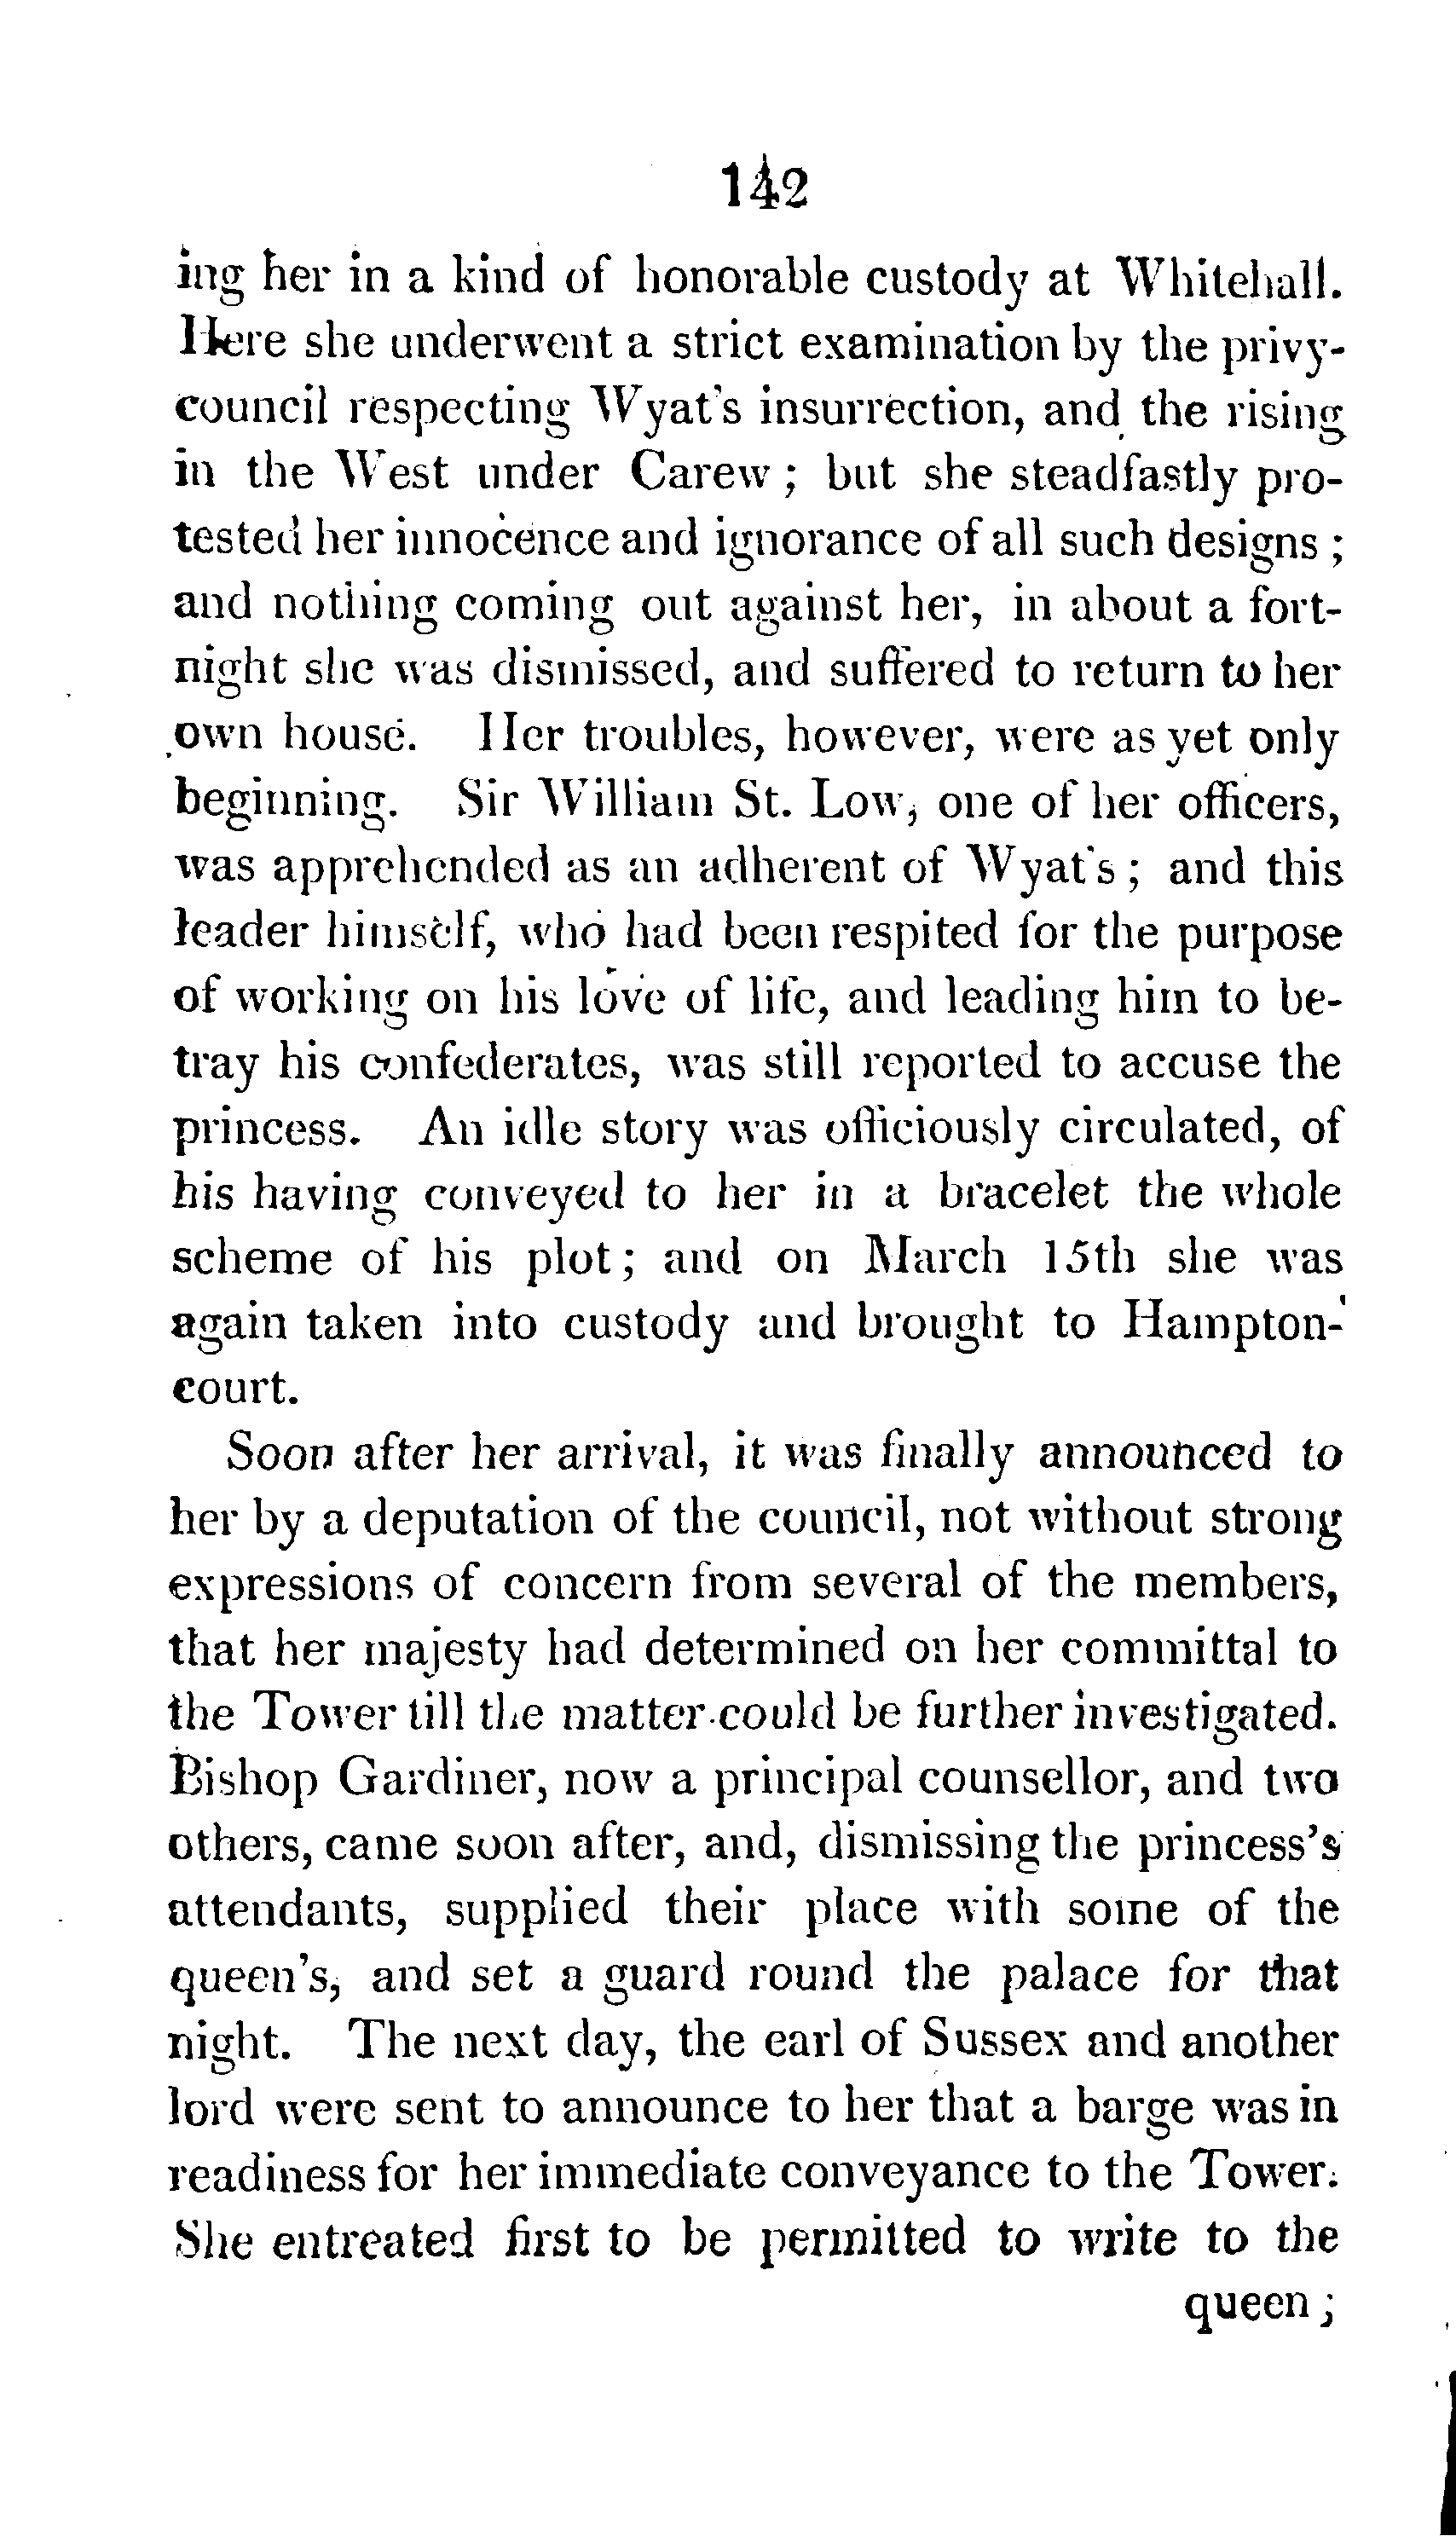 142
ing her in a kind of honorable custody at Whitehall.
Here she underwent a strict examination by the privy-
council respecting Wyat's insurrection, and the rising
in the West under Carew ; but she steadfastly pro-
tested her innocence and ignorance of all such designs ;
and nothing coming out against her, in about a fort-
night she was dismissed, and suffered to return to her
own house. Her troubles, however, were as yet only
beginning. Sir William St. Low, one of her officers,
was apprehended as an adherent of Wyat's ; and this
leader himself, who had been respited for the purpose
of working on his love of life, and leading him to be-
tray his confederates, was still reported to accuse the
princess. An idle story was officiously circulated, of
his having conveyed to her in a bracelet the whole
scheme of his plot ; and on March 15th she was
again taken into custody and brought to Hampton-
court.
Soon after her arrival, it was finally announced to
her by a deputation of the council, not without strong
expressions of concern from several of the members,
that her majesty had determined on her committal to
the Tower till the matter could be further investigated.
Bishop Gardiner, now a principal counsellor, and two
others, came soon after, and, dismissing the princess's
attendants, supplied their place with some of the
queen's, and set a guard round the palace for that
night. The next day, the earl of Sussex and another
lord were sent to announce to her that a barge was in
readiness for her immediate conveyance to the Tower.
She entreated first to be permitted to write to the
queen ;